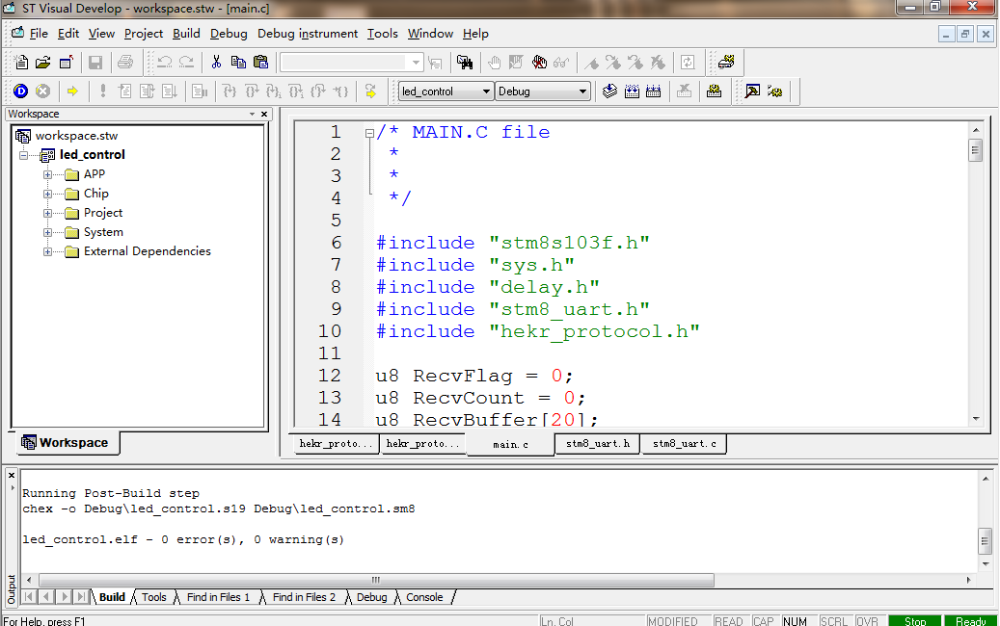 ST Visual Develop - workspace.stw - [main.c]
File Edit View Project Build Debug Debug instrument Tools Window Help
led_control Debug
Workspace
workspace.stw
led_control
APP
Chip
Project
System
External Dependencies
Workspace
1 /* MAIN.C file
2 *
3 *
4 */
5
6 #include "stm8s103f.h"
7 #include "sys.h"
8 #include "delay.h"
9 #include "stm8_uart.h"
10 #include "hekr_protocol.h"
11
12 u8 RecvFlag = 0;
13 u8 RecvCount = 0;
14 u8 RecvBuffer[20];
hekr_proto... hekr_proto... main.c stm8_uart.h stm8_uart.c
Running Post-Build step
chex -o Debug\led_control.s19 Debug\led_control.sm8
led_control.elf - 0 error(s), 0 warning(s)
Output
Build Tools Find in Files 1 Find in Files 2 Debug Console
For Help, press F1 Ln, Col MODIFIED READ CAP NUM SCRL OVR Stop Ready